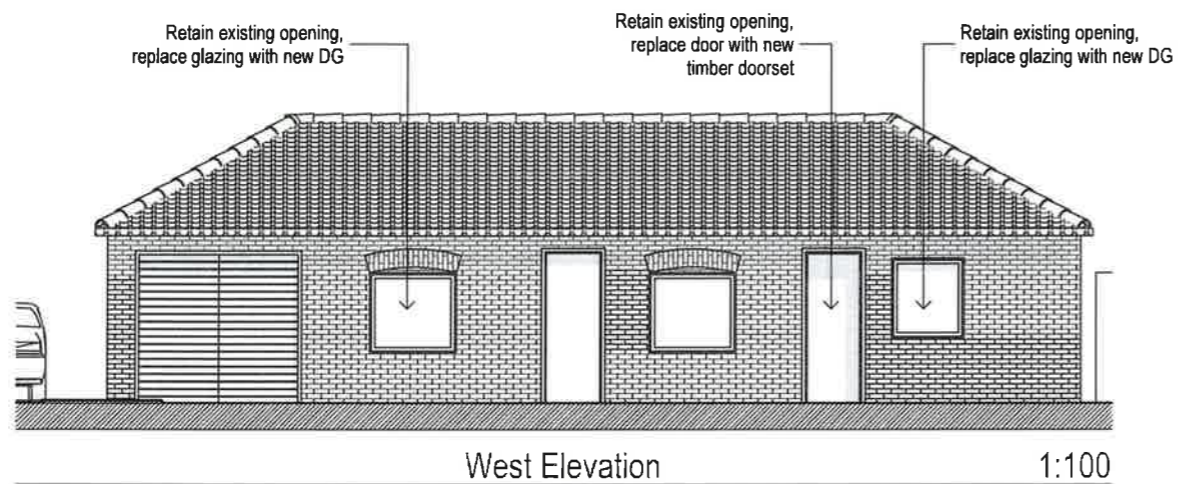 Retain existing opening,
replace glazing with new DG
Retain existing opening,
replace door with new
timber doorset
Retain existing opening,
replace glazing with new DG
West Elevation
1:100